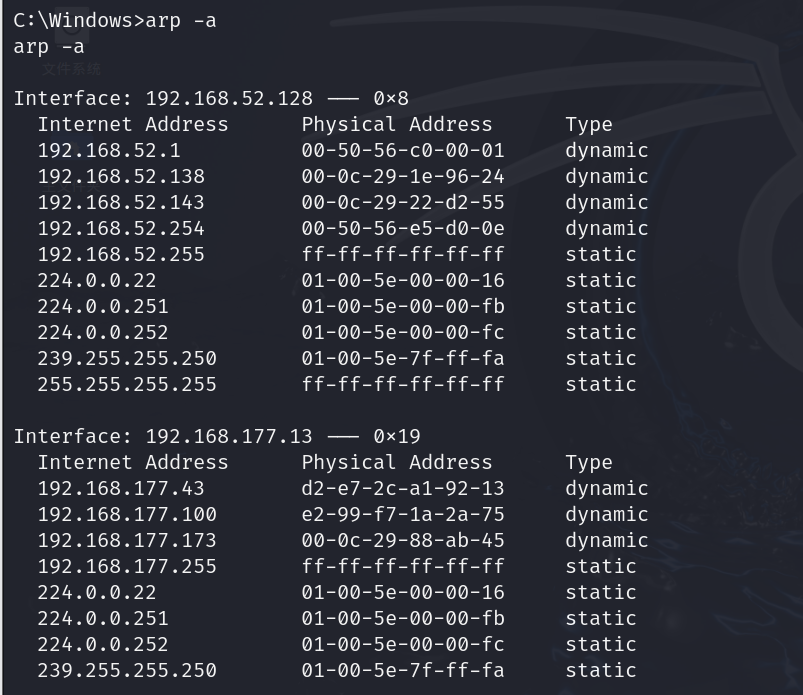 C:\Windows>arp -a
arp -a
文件系统
Interface: 192.168.52.128 --- 0x8
Internet Address Physical Address Type
192.168.52.1 00-50-56-c0-00-01 dynamic
192.168.52.138 00-0c-29-1e-96-24 dynamic
192.168.52.143 00-0c-29-22-d2-55 dynamic
192.168.52.254 00-50-56-e5-d0-0e dynamic
192.168.52.255 ff-ff-ff-ff-ff-ff static
224.0.0.22 01-00-5e-00-00-16 static
224.0.0.251 01-00-5e-00-00-fb static
224.0.0.252 01-00-5e-00-00-fc static
239.255.255.250 01-00-5e-7f-ff-fa static
255.255.255.255 ff-ff-ff-ff-ff-ff static
Interface: 192.168.177.13 --- 0x19
Internet Address Physical Address Type
192.168.177.43 d2-e7-2c-a1-92-13 dynamic
192.168.177.100 e2-99-f7-1a-2a-75 dynamic
192.168.177.173 00-0c-29-88-ab-45 dynamic
192.168.177.255 ff-ff-ff-ff-ff-ff static
224.0.0.22 01-00-5e-00-00-16 static
224.0.0.251 01-00-5e-00-00-fb static
224.0.0.252 01-00-5e-00-00-fc static
239.255.255.250 01-00-5e-7f-ff-fa static